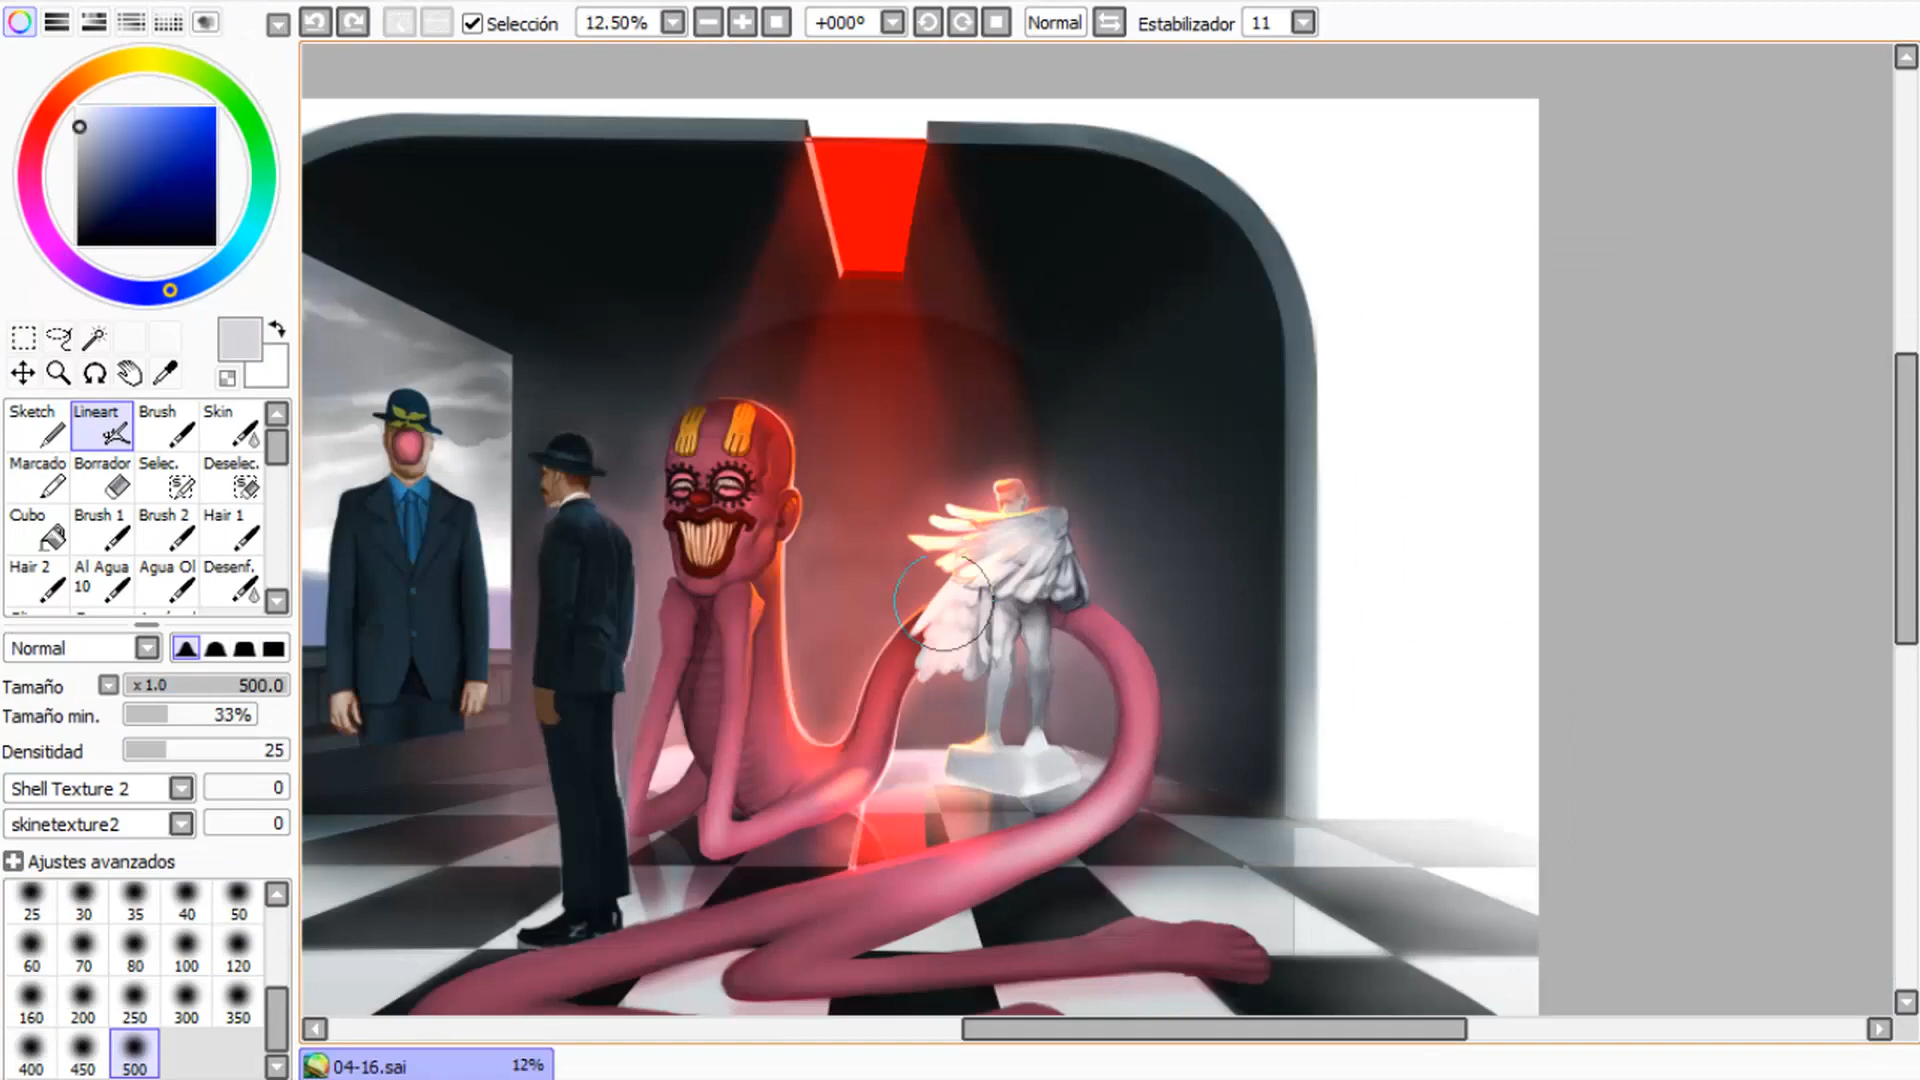 Selección
12.50%
+000º
Normal
Estabilizador
11
Sketch
Lineart
Brush
Skin
Marcado
Borrador
Selec.
Deselec.
Cubo
Brush 1
Brush 2
Hair 1
Hair 2
Al Agua 10
Agua Ol
Desenf.
Normal
Tamaño
x 1.0
500.0
Tamaño min.
33%
Densitidad
25
Shell Texture 2
0
skinetexture2
0
Ajustes avanzados
25 30 35 40 50
60 70 80 100 120
160 200 250 300 350
400 450 500
04-16.sai
12%